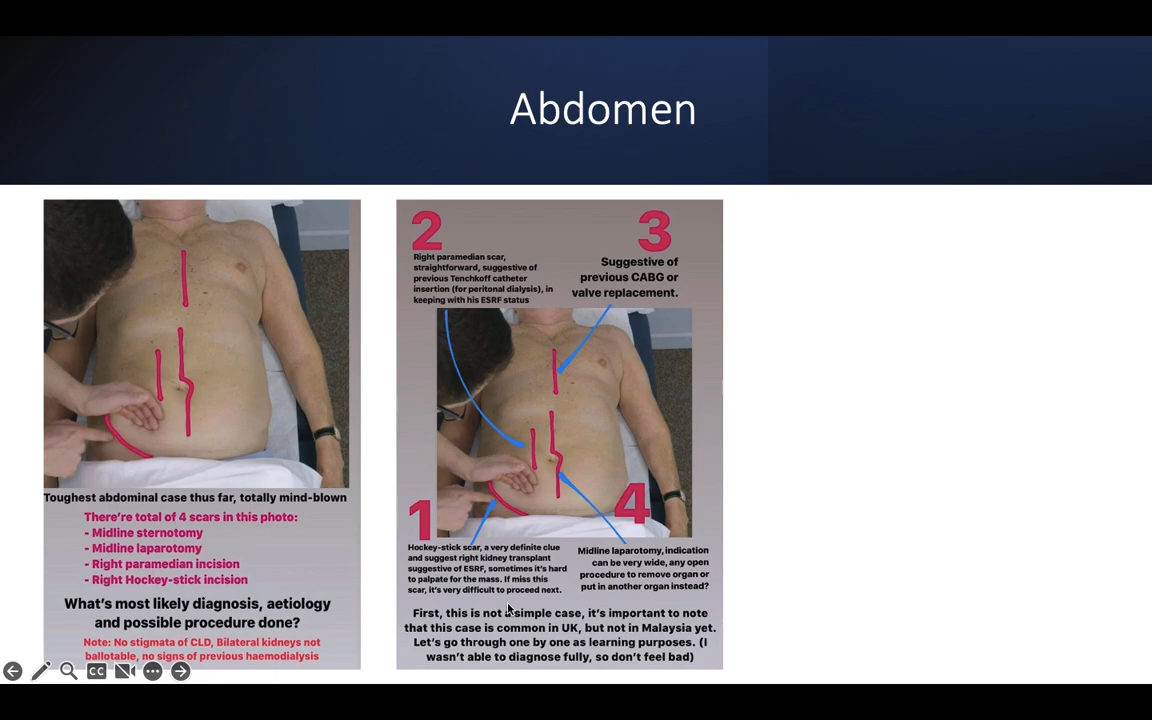 Abdomen
Toughest abdominal case thus far, totally mind-blown
There're total of 4 scars in this photo:
- Midline sternotomy
- Midline laparotomy
- Right paramedian incision
- Right Hockey-stick incision
What's most likely diagnosis, aetiology
and possible procedure done?
Note: No stigmata of CLD, Bilateral kidneys not
ballotable, no signs of previous haemodialysis
2
Right paramedian scar,
straightforward, suggestive of
previous Tenchkoff catheter
insertion (for peritonal dialysis), in
keeping with his ESRF status
3
Suggestive of
previous CABG or
valve replacement.
1
Hockey-stick scar, a very definite clue
and suggest right kidney transplant
suggestive of ESRF, sometimes it's hard
to palpate for the mass. If miss this
scar, it's very difficult to proceed next.
4
Midline laparotomy, indication
can be very wide, any open
procedure to remove organ or
put in another organ instead?
First, this is not a simple case, it's important to note
that this case is common in UK, but not in Malaysia yet.
Let's go through one by one as learning purposes. (I
wasn't able to diagnose fully, so don't feel bad)
CC